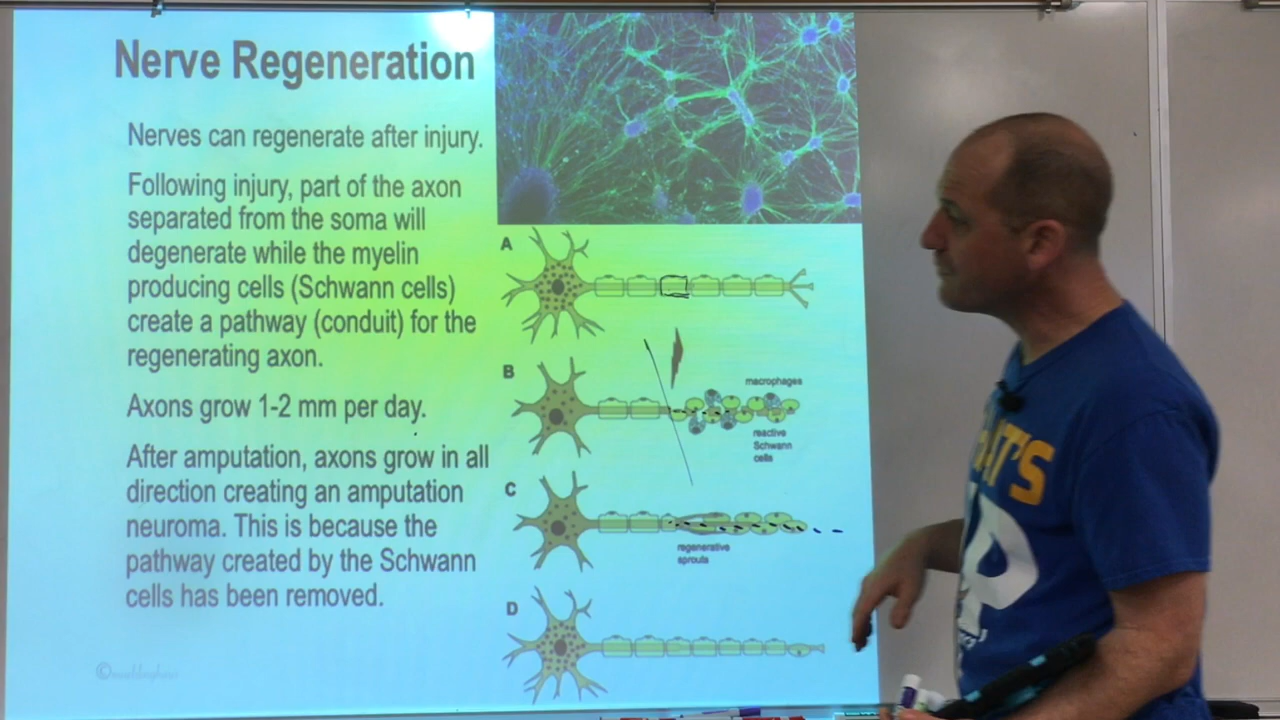 Nerve Regeneration
Nerves can regenerate after injury.
Following injury, part of the axon
separated from the soma will
degenerate while the myelin
producing cells (Schwann cells)
create a pathway (conduit) for the
regenerating axon.
Axons grow 1-2 mm per day.
After amputation, axons grow in all
direction creating an amputation
neuroma. This is because the
pathway created by the Schwann
cells has been removed.
A
B
macrophages
reactive
Schwann
cells
C
regenerative
sprouts
D